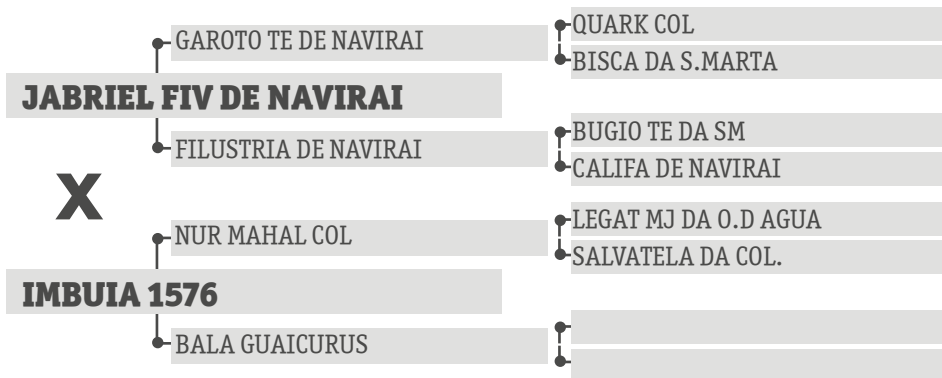 QUARK COL
GAROTO TE DE NAVIRAI
BISCA DA S.MARTA
JABRIEL FIV DE NAVIRAI
BUGIO TE DA SM
FILUSTRIA DE NAVIRAI
CALIFA DE NAVIRAI
X
LEGAT MJ DA O.D AGUA
NUR MAHAL COL
SALVATELA DA COL.
IMBUIA 1576
BALA GUAICURUS